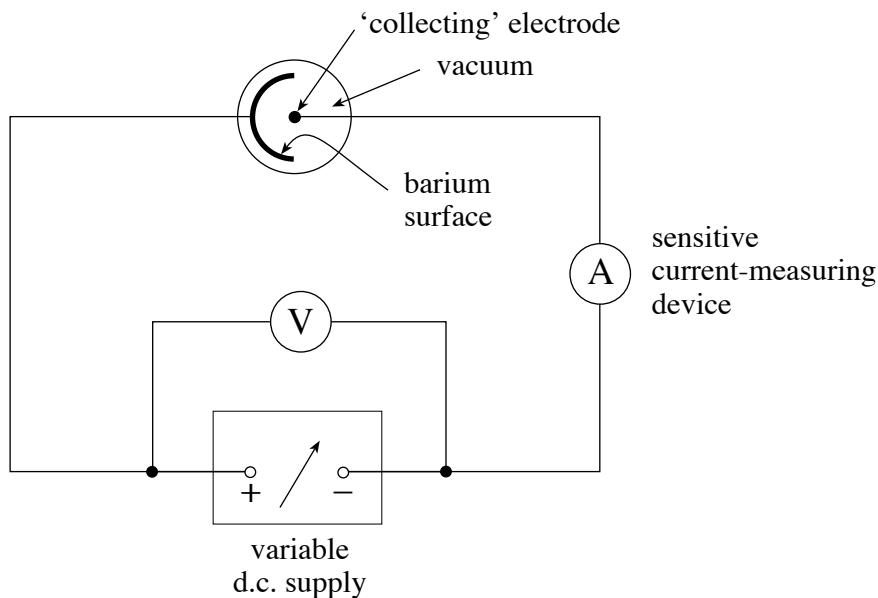 ‘collecting’ electrode
vacuum
barium
surface
sensitive
current-measuring
device
A
V
+ −
variable
d.c. supply